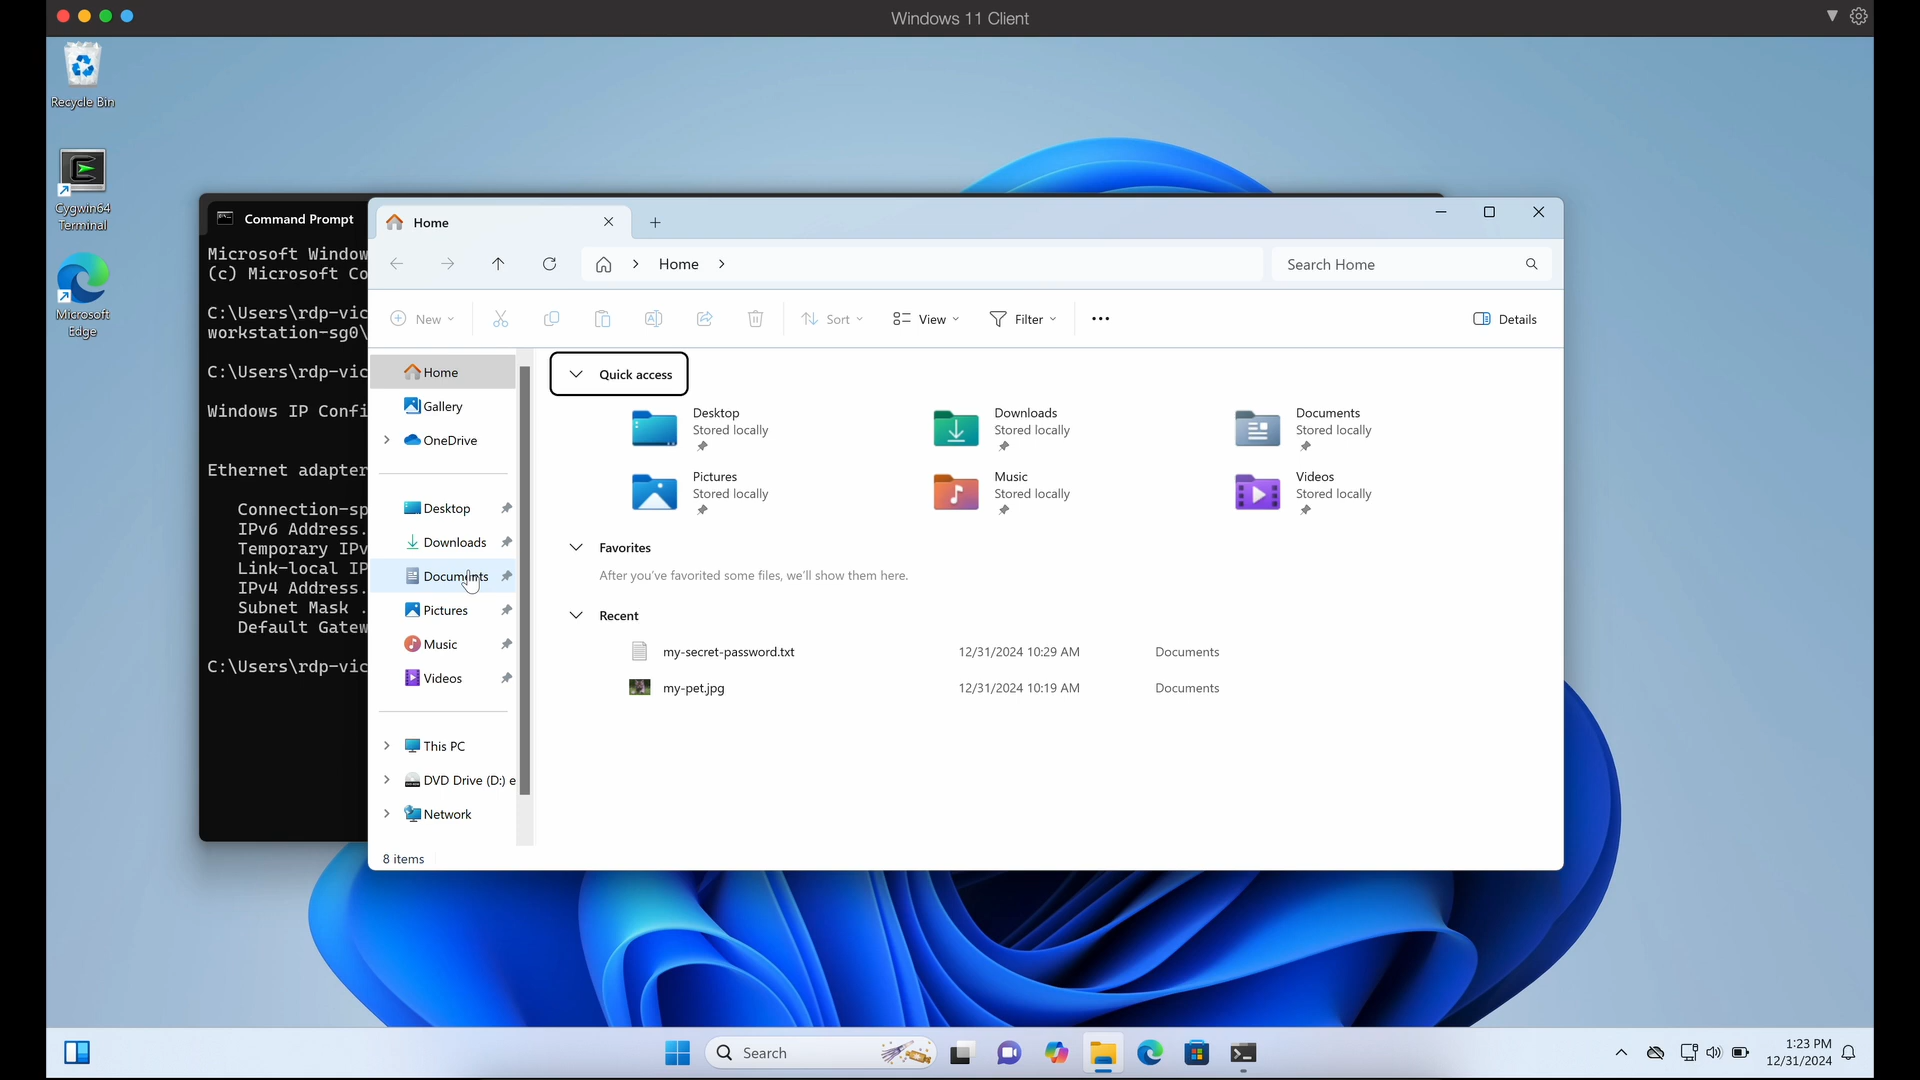 Windows 11 Client
Recycle Bin
Cygwin64
Terminal
Microsoft
Edge
Command Prompt
Microsoft Window
(c) Microsoft Co
C:\Users\rdp-vic
workstation-sg0\
C:\Users\rdp-vic
Windows IP Confi
Ethernet adapter
Connection-sp
IPv6 Address.
Temporary IPv
Link-local IP
IPv4 Address.
Subnet Mask .
Default Gatew
C:\Users\rdp-vic
Home
Home
Search Home
New
Sort
View
Filter
Details
Home
Gallery
OneDrive
Desktop
Downloads
Documents
Pictures
Music
Videos
This PC
DVD Drive (D:) e
Network
8 items
Quick access
Desktop
Stored locally
Downloads
Stored locally
Documents
Stored locally
Pictures
Stored locally
Music
Stored locally
Videos
Stored locally
Favorites
After you've favorited some files, we'll show them here.
Recent
my-secret-password.txt 12/31/2024 10:29 AM Documents
my-pet.jpg 12/31/2024 10:19 AM Documents
Search
1:23 PM
12/31/2024